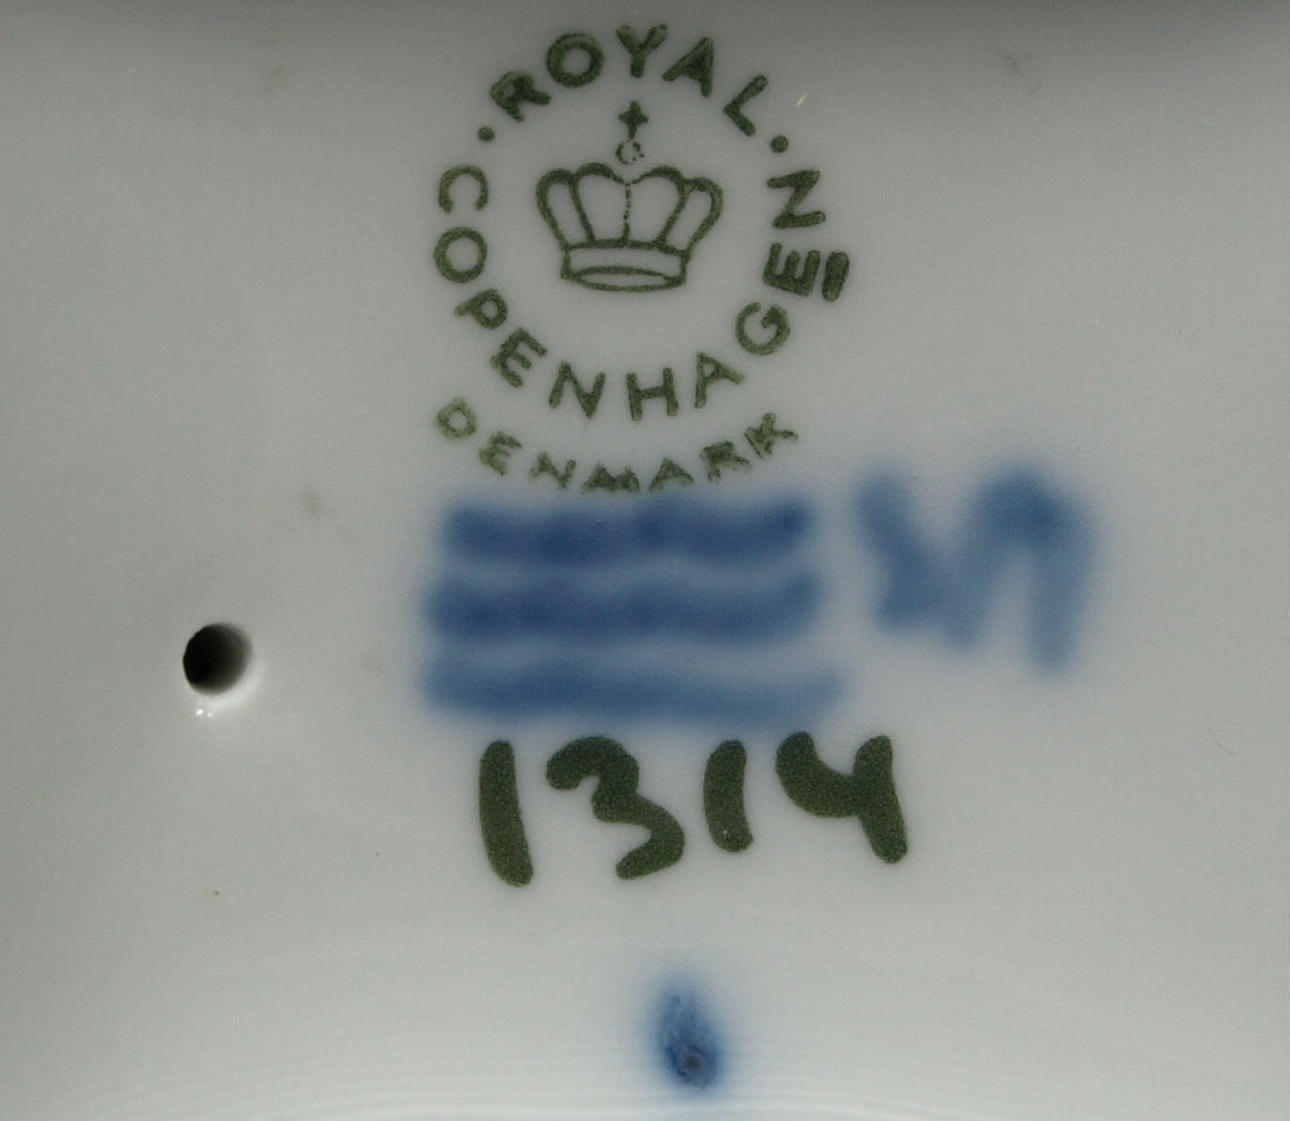 ROYAL
COPENHAGEN
DENMARK
1314